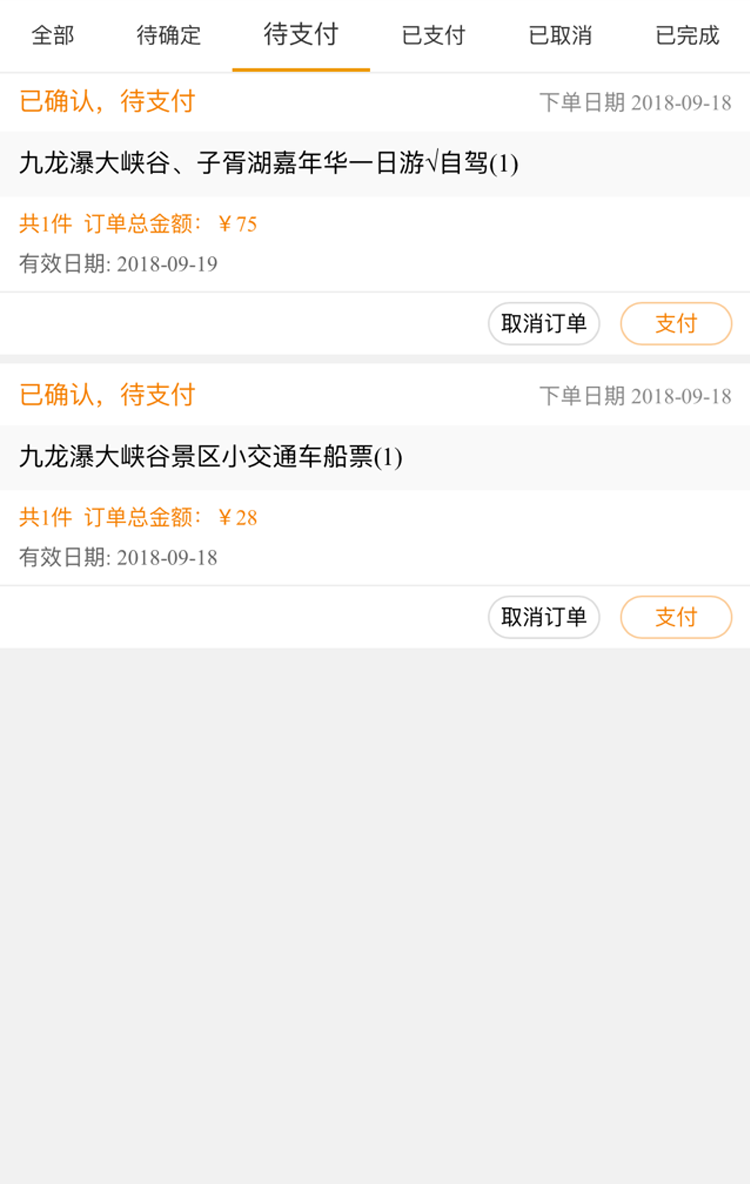 全部 待确定 待支付 已支付 已取消 已完成
已确认，待支付 下单日期 2018-09-18
九龙瀑大峡谷、子胥湖嘉年华一日游√自驾(1)
共1件 订单总金额：￥75
有效日期: 2018-09-19
取消订单 支付
已确认，待支付 下单日期 2018-09-18
九龙瀑大峡谷景区小交通车船票(1)
共1件 订单总金额：￥28
有效日期: 2018-09-18
取消订单 支付